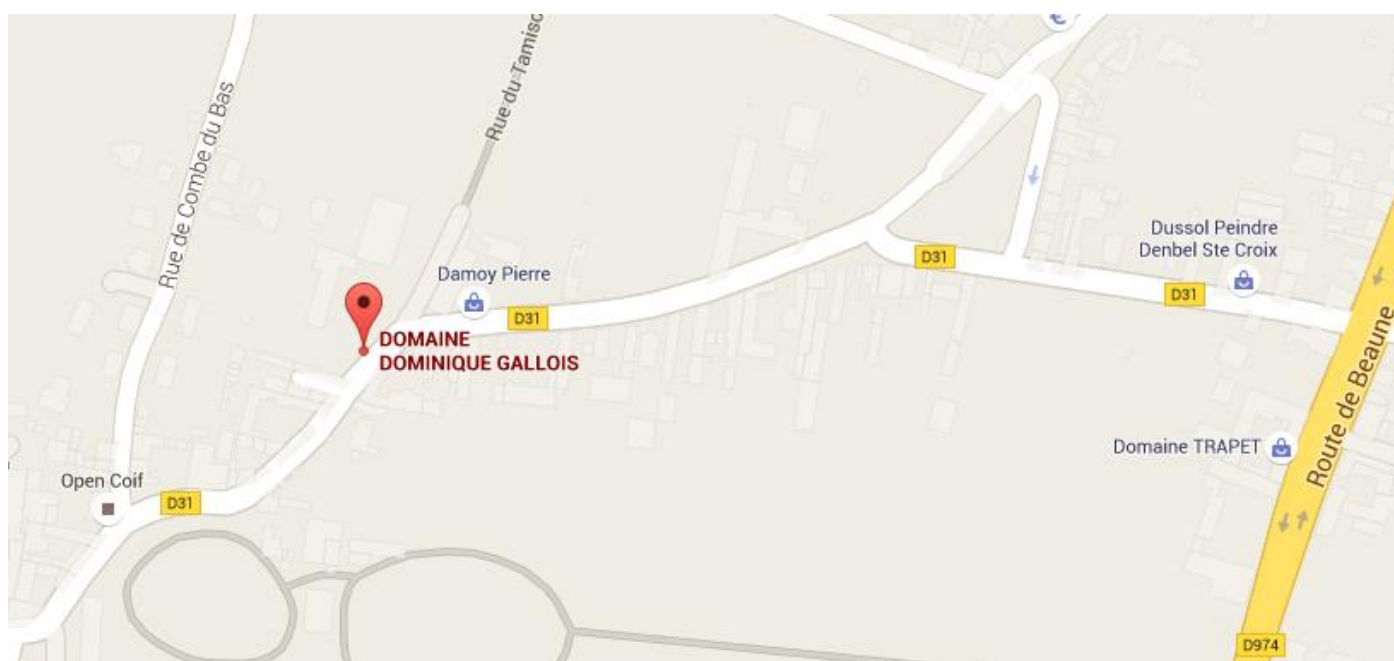 €
Rue du Tamisc
Rue de Combe du Bas
Dussol Peindre
Denbel Ste Croix
D31
D31
Damoy Pierre
D31
DOMAINE
DOMINIQUE GALLOIS
Route de Beaune
Domaine TRAPET
Open Coif
D31
D974